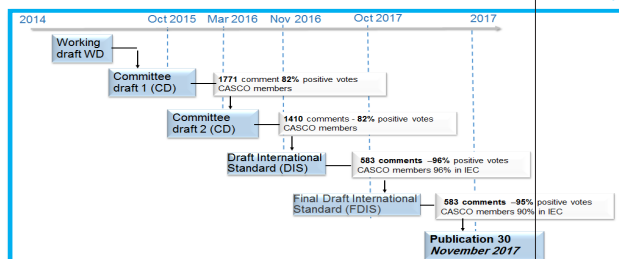 2014 Oct 2015 Mar 2016 Nov 2016 Oct 2017 2017
Working
draft WD
Committee
draft 1 (CD)
1771 comment 82% positive votes
CASCO members
Committee
draft 2 (CD)
1410 comments - 82% positive votes
CASCO members
Draft International
Standard (DIS)
583 comments –96% positive votes
CASCO members 96% in IEC
Final Draft International
Standard (FDIS)
583 comments –95% positive votes
CASCO members 90% in IEC
Publication 30
November 2017